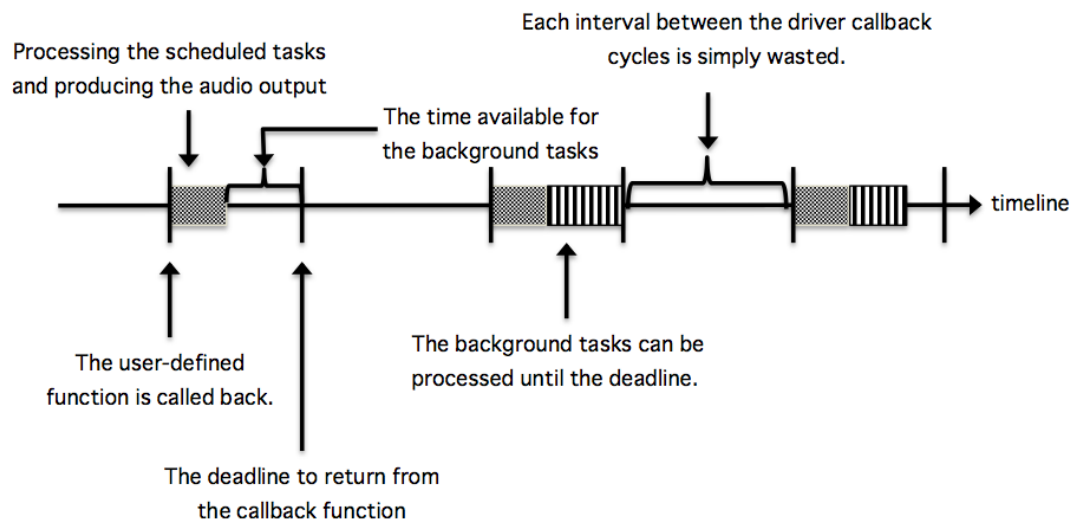 Processing the scheduled tasks
and producing the audio output
Each interval between the driver callback
cycles is simply wasted.
The time available for
the background tasks
timeline
The user-defined
function is called back.
The background tasks can be
processed until the deadline.
The deadline to return from
the callback function